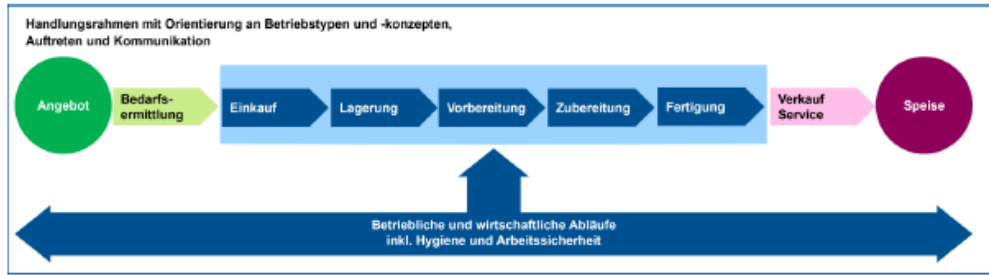 Handlungsrahmen mit Orientierung an Betriebstypen und -konzepten,
Auftreten und Kommunikation
Angebot
Bedarfs-
ermittlung
Einkauf
Lagerung
Vorbereitung
Zubereitung
Fertigung
Verkauf
Service
Speise
Betriebliche und wirtschaftliche Abläufe
inkl. Hygiene und Arbeitssicherheit